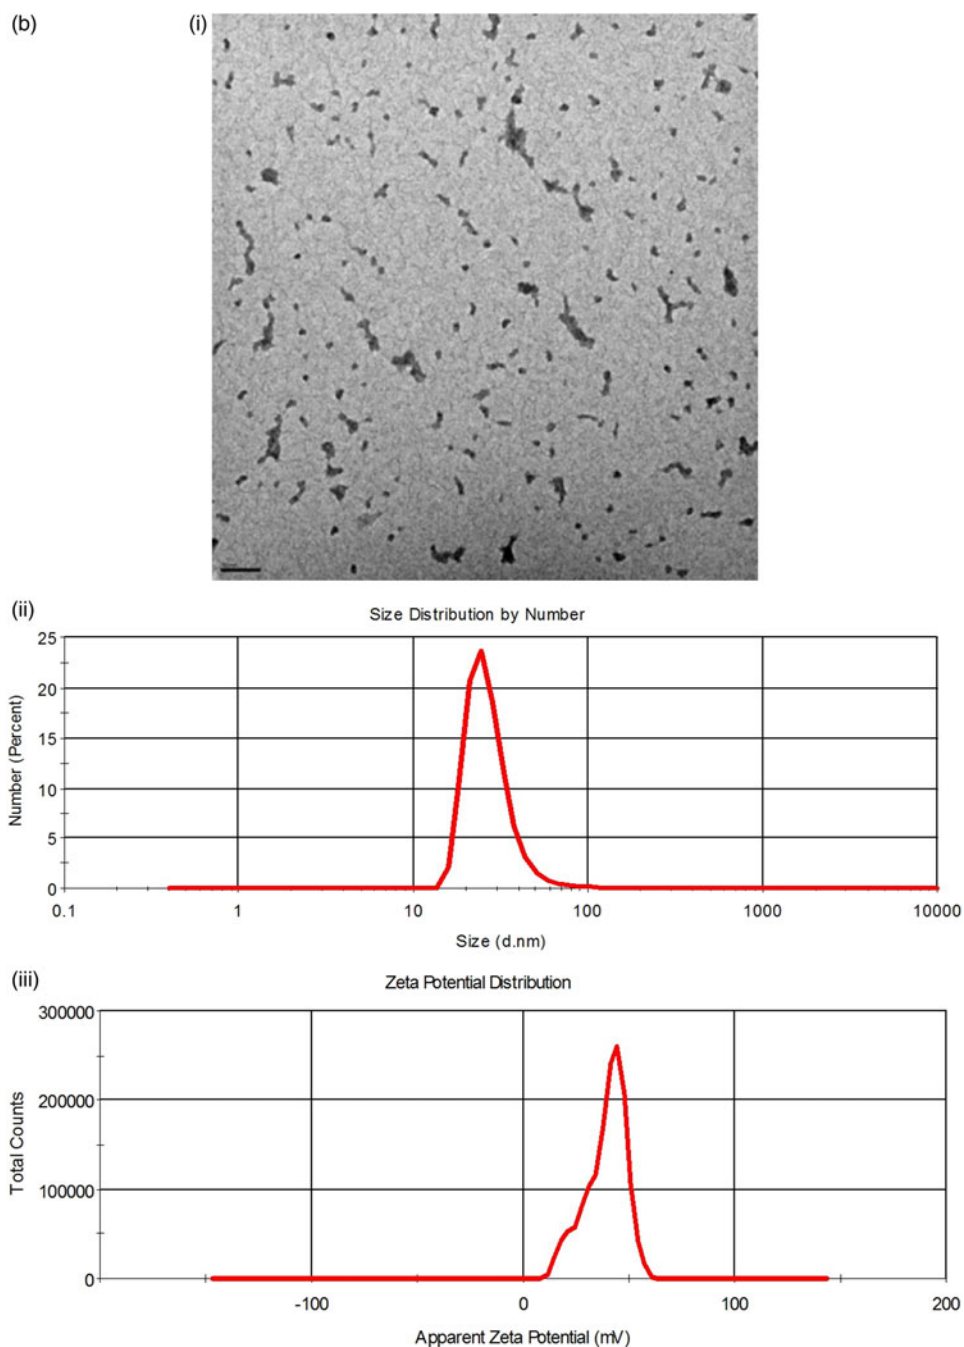 (b)
(i)
(ii)
Size Distribution by Number
Number (Percent)
25
20
15
10
5
0
0.1 1 10 100 1000 10000
Size (d.nm)
(iii)
Zeta Potential Distribution
Total Counts
300000
200000
100000
0
-100 0 100 200
Apparent Zeta Potential (mV)